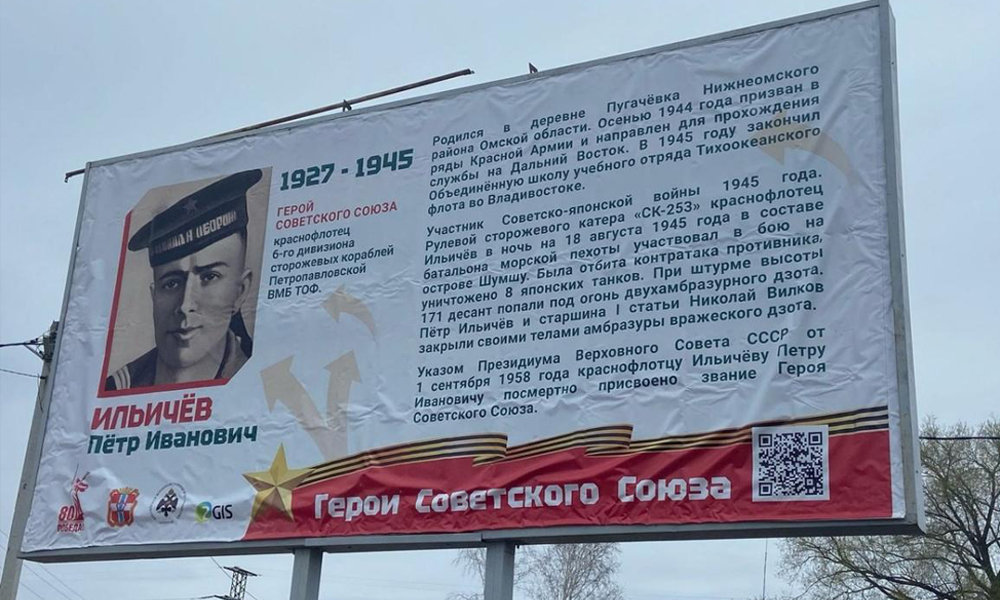 1927 - 1945
ГЕРОЙ
СОВЕТСКОГО СОЮЗА
краснофлотец
6-го дивизиона
сторожевых кораблей
Петропавловской
ВМБ ТОФ.
ИЛЬИЧЁВ
Пётр Иванович
Родился в деревне Пугачёвка Нижнеомского
района Омской области. Осенью 1944 года призван в
ряды Красной Армии и направлен для прохождения
службы на Дальний Восток. В 1945 году закончил
Объединённую школу учебного отряда Тихоокеанского
флота во Владивостоке.
Участник Советско-японской войны 1945 года.
Рулевой сторожевого катера «СК-253» краснофлотец
Ильичёв в ночь на 18 августа 1945 года в составе
батальона морской пехоты участвовал в бою на
острове Шумшу. Была отбита контратака противника,
уничтожено 8 японских танков. При штурме высоты
171 десант попали под огонь двухамбразурного дзота.
Пётр Ильичёв и старшина I статьи Николай Вилков
закрыли своими телами амбразуры вражеского дзота.
Указом Президиума Верховного Совета СССР от
1 сентября 1958 года краснофлотцу Ильичёву Петру
Ивановичу посмертно присвоено звание Героя
Советского Союза.
80
ПОБЕДА!
2GIS
Герои Советского Союза